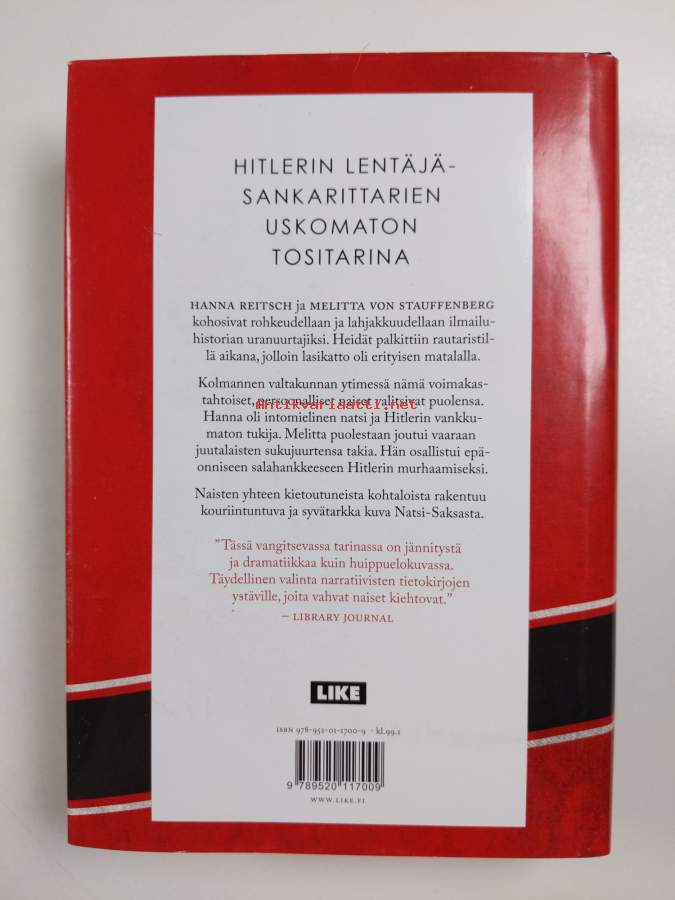 HITLERIN LENTÄJÄ-
SANKARITTARIEN
USKOMATON
TOSITARINA
HANNA REITSCH ja MELITTA VON STAUFFENBERG
kohosivat rohkeudellaan ja lahjakkuudellaan ilmailu-
historian uranuurtajiksi. Heidät palkittiin rautaristil-
lä aikana, jolloin lasikatto oli erityisen matalalla.
Kolmannen valtakunnan ytimessä nämä voimakas-
tahtoiset, persoonalliset naiset valitsivat puolensa.
Antikvariaatti.net
Hanna oli intomielinen natsi ja Hitlerin vankku-
maton tukija. Melitta puolestaan joutui vaaraan
juutalaisten sukujuurtensa takia. Hän osallistui epä-
onniseen salahankkeeseen Hitlerin murhaamiseksi.
Naisten yhteen kietoutuneista kohtaloista rakentuu
kouriintuntuva ja syvätarkka kuva Natsi-Saksasta.
"Tässä vangitsevassa tarinassa on jännitystä
ja dramatiikkaa kuin huippuelokuvassa.
Täydellinen valinta narratiivisten tietokirjojen
ystäville, joita vahvat naiset kiehtovat."
– LIBRARY JOURNAL
LIKE
ISBN 978-952-01-1700-9 · kl.99.1
9 789520 117009
WWW.LIKE.FI